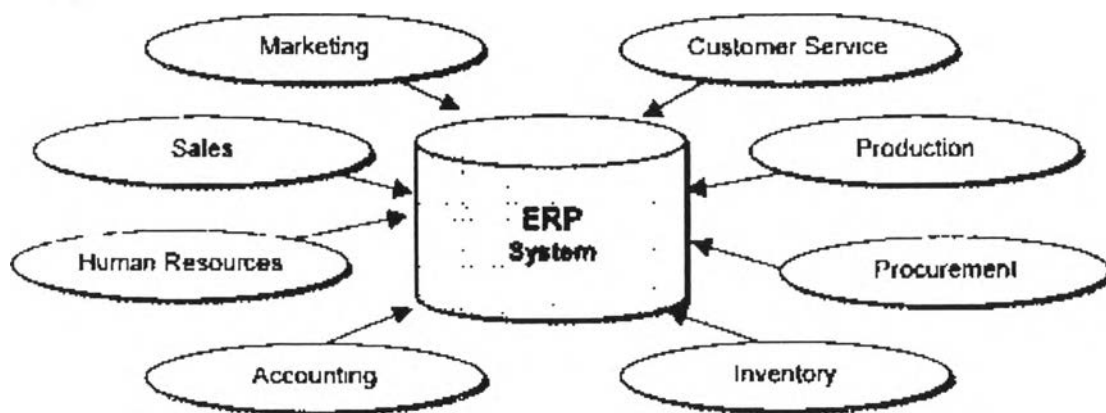 Marketing
Customer Service
Sales
Production
ERP
System
Human Resources
Procurement
Accounting
Inventory